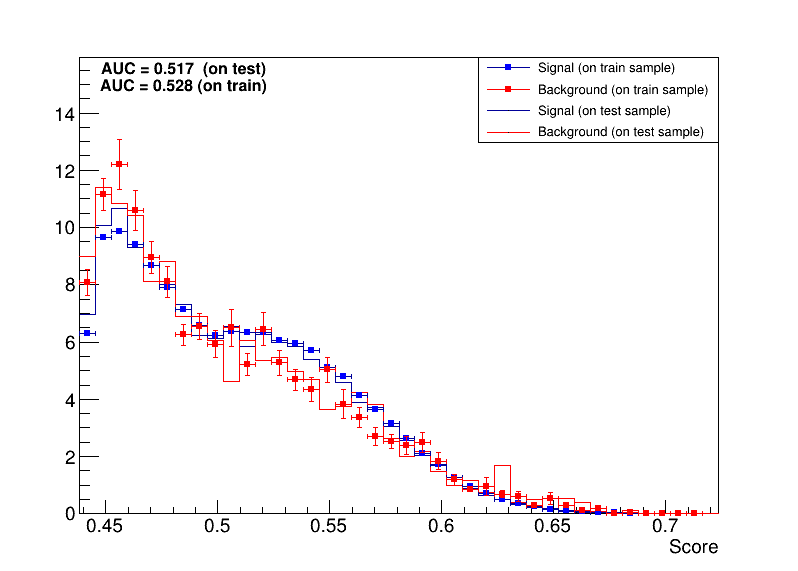 AUC = 0.517 (on test)
AUC = 0.528 (on train)
Signal (on train sample)
Background (on train sample)
Signal (on test sample)
Background (on test sample)
14
12
10
8
6
4
2
0
0.45 0.5 0.55 0.6 0.65 0.7
Score